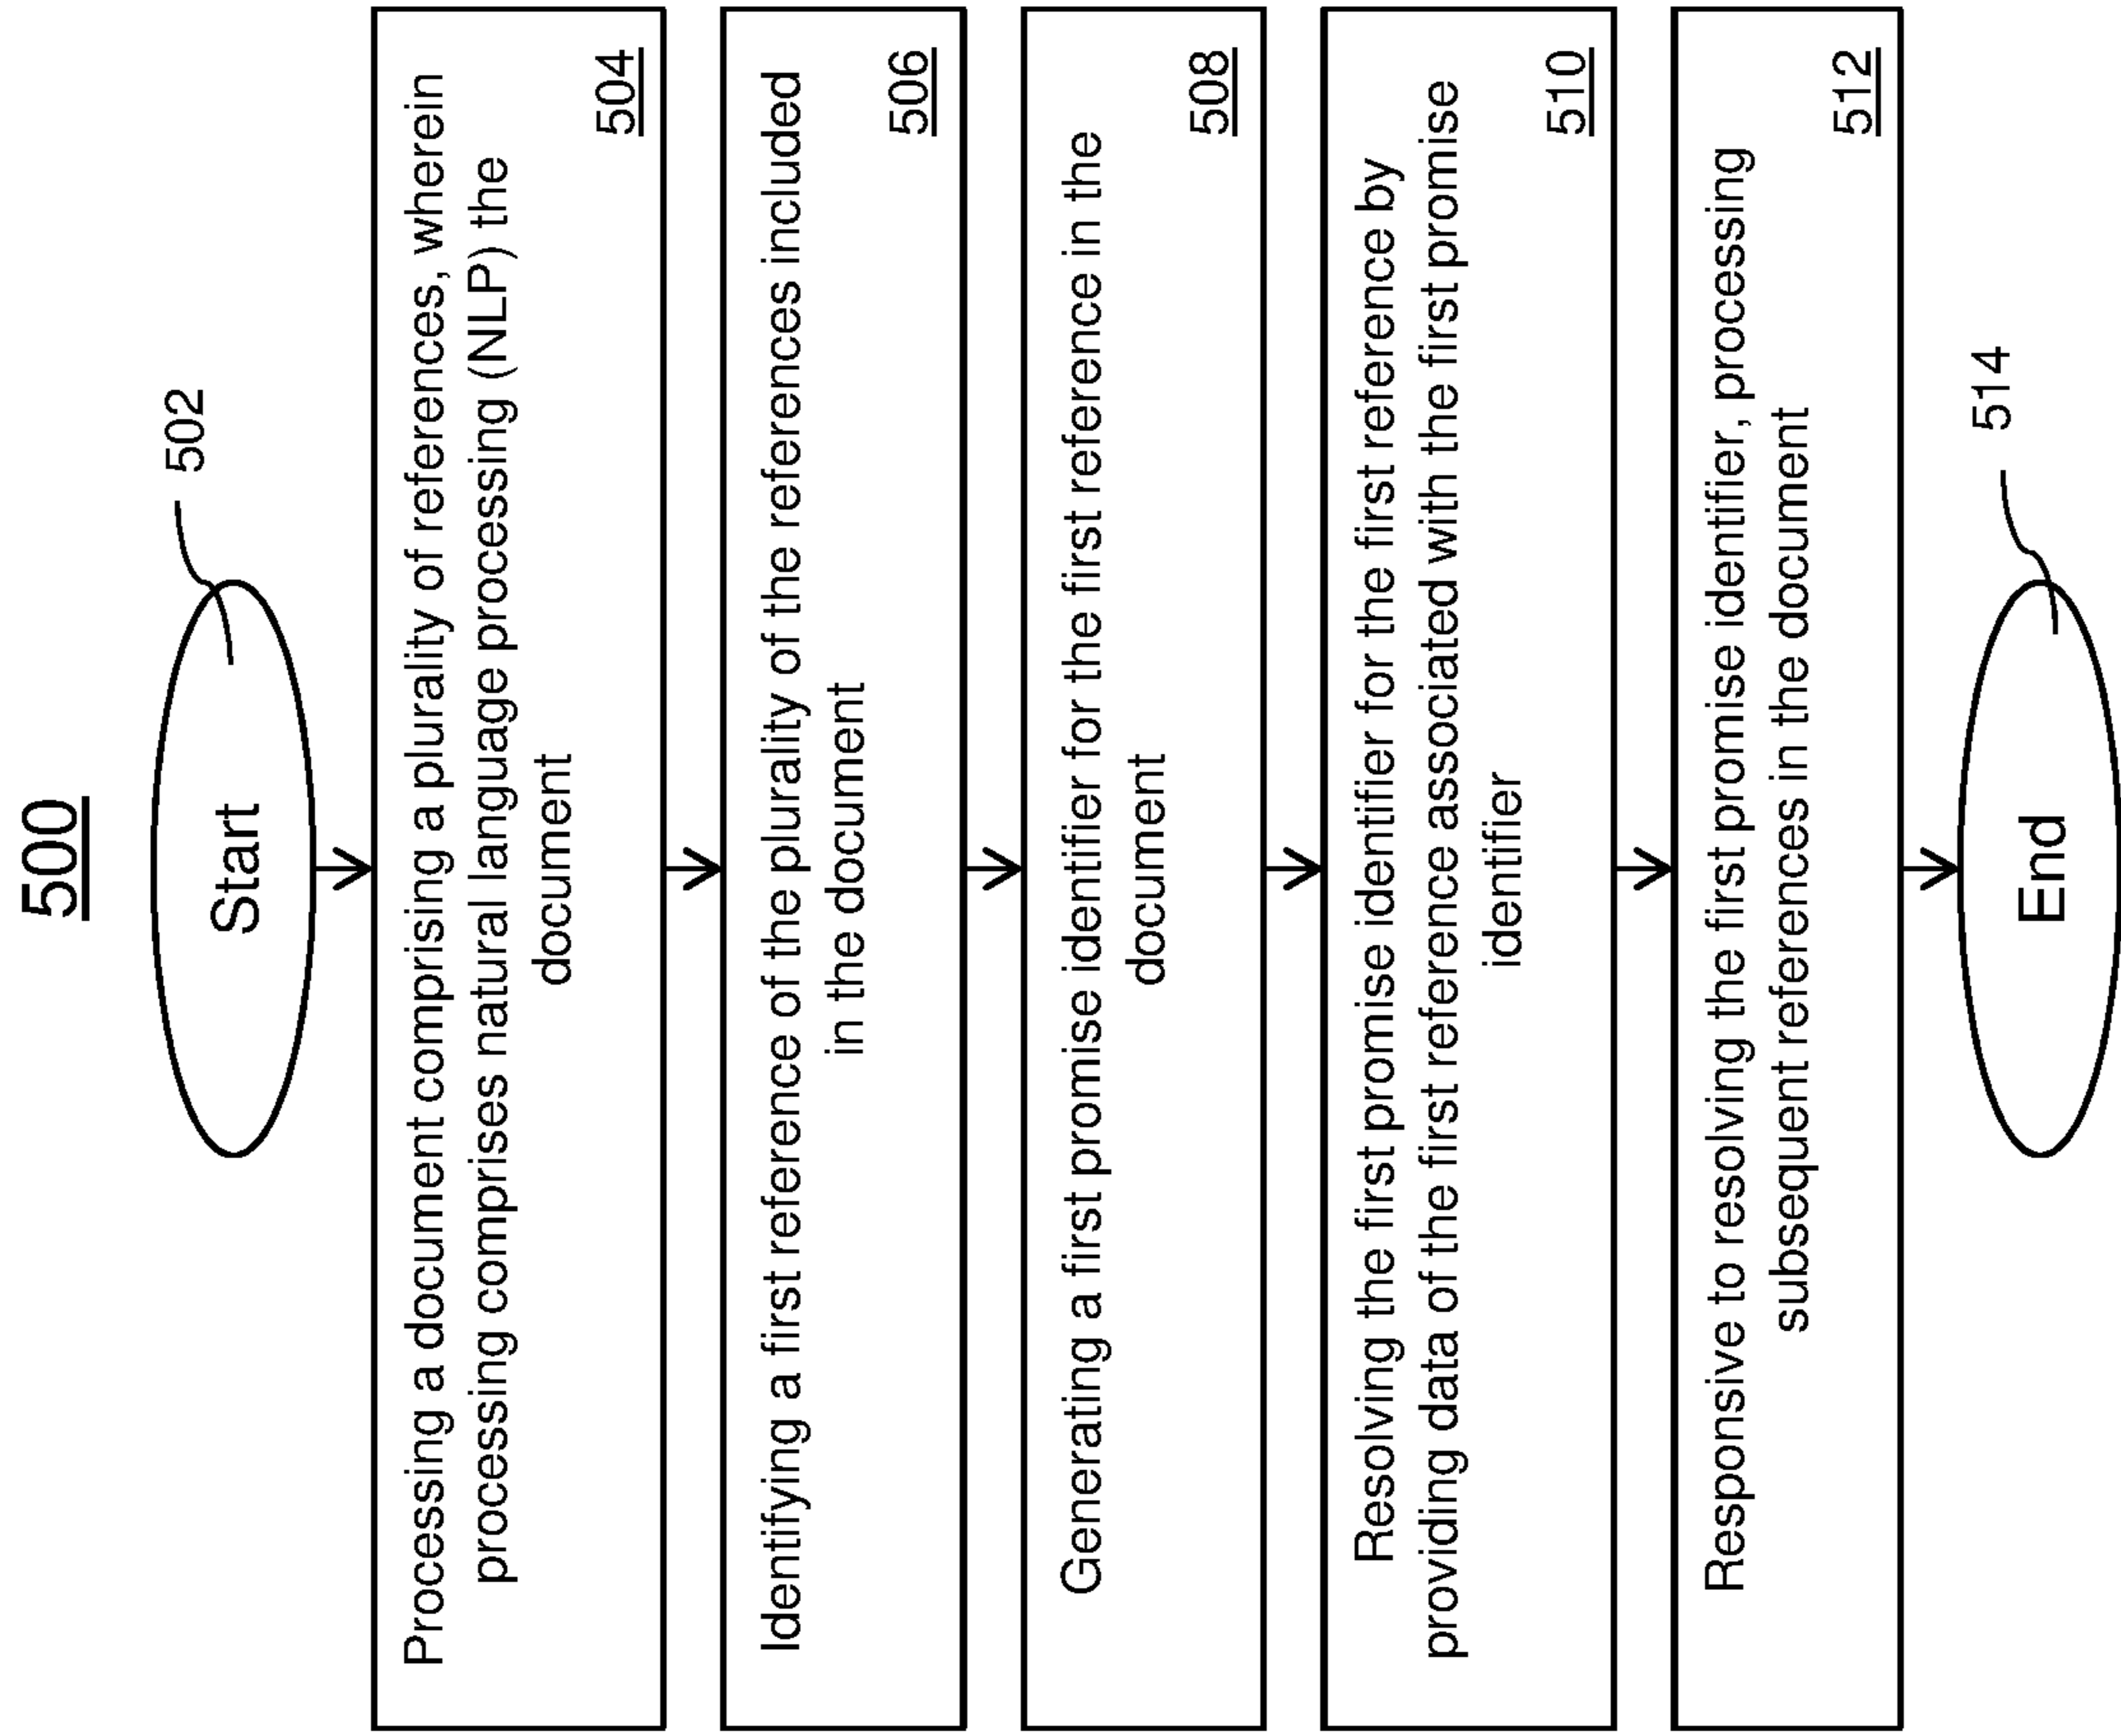 500
502
Start
Processing a document comprising a plurality of references, wherein
processing comprises natural language processing (NLP) the
document
504
Identifying a first reference of the plurality of the references included
in the document
506
Generating a first promise identifier for the first reference in the
document
508
Resolving the first promise identifier for the first reference by
providing data of the first reference associated with the first promise
identifier
510
Responsive to resolving the first promise identifier, processing
subsequent references in the document
512
514
End